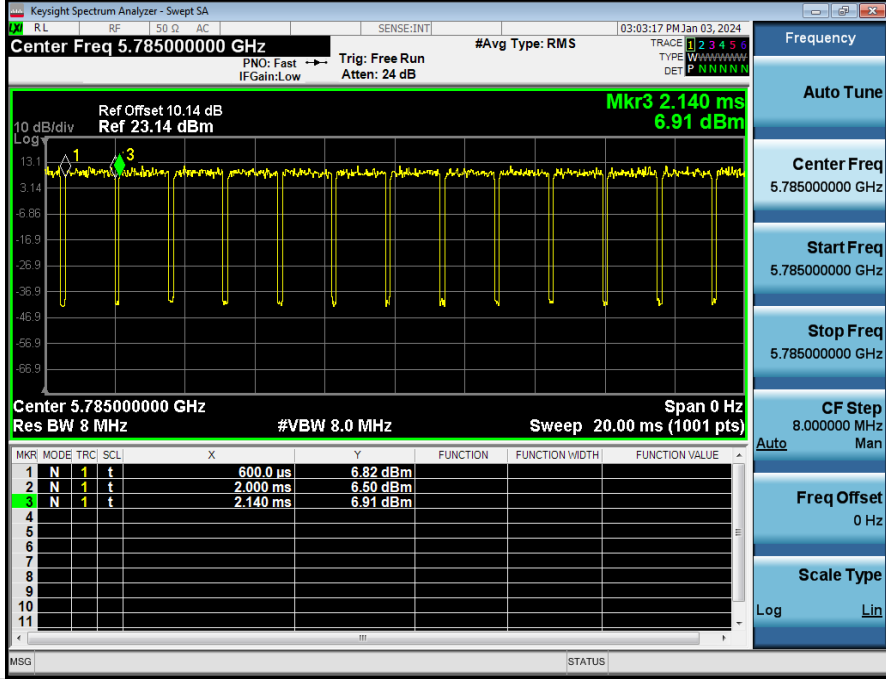 Keysight Spectrum Analyzer - Swept SA
LXI RL RF 50 Ω AC SENSE:INT 03:03:17 PM Jan 03, 2024
Center Freq 5.785000000 GHz
#Avg Type: RMS
PNO: Fast
IFGain:Low
Trig: Free Run
Atten: 24 dB
TRACE 1 2 3 4 5 6
TYPE WWWWWWW
DET P N N N N N
10 dB/div
Log
Ref Offset 10.14 dB
Ref 23.14 dBm
Mkr3 2.140 ms
6.91 dBm
1
3
13.1
3.14
-6.86
-16.9
-26.9
-36.9
-46.9
-56.9
-66.9
Center 5.785000000 GHz Span 0 Hz
Res BW 8 MHz #VBW 8.0 MHz Sweep 20.00 ms (1001 pts)
MKR MODE TRC SCL X Y FUNCTION FUNCTION WIDTH FUNCTION VALUE
1 N 1 t 600.0 µs 6.82 dBm
2 N 1 t 2.000 ms 6.50 dBm
3 N 1 t 2.140 ms 6.91 dBm
4
5
6
7
8
9
10
11
MSG STATUS
Frequency
Auto Tune
Center Freq
5.785000000 GHz
Start Freq
5.785000000 GHz
Stop Freq
5.785000000 GHz
CF Step
8.000000 MHz
Auto Man
Freq Offset
0 Hz
Scale Type
Log Lin